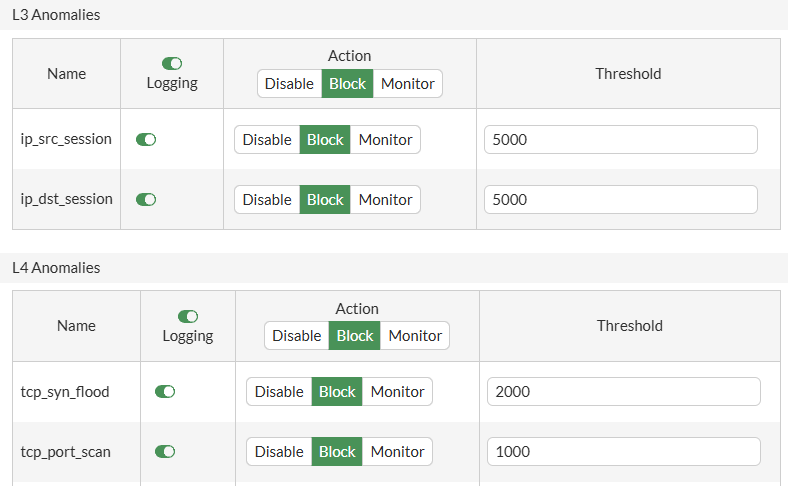 L3 Anomalies
Name
Logging
Action
Disable Block Monitor
Threshold
ip_src_session
Disable Block Monitor
5000
ip_dst_session
Disable Block Monitor
5000
L4 Anomalies
Name
Logging
Action
Disable Block Monitor
Threshold
tcp_syn_flood
Disable Block Monitor
2000
tcp_port_scan
Disable Block Monitor
1000